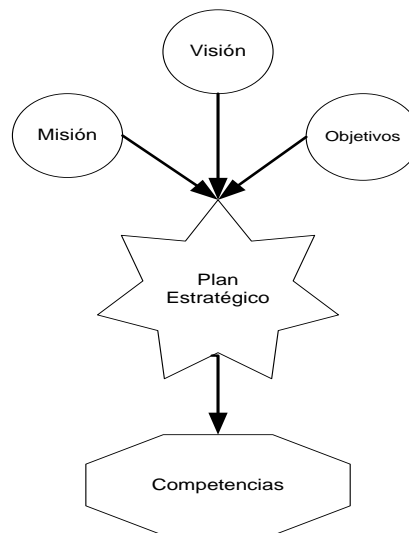 Visión
Misión
Objetivos
Plan
Estratégico
Competencias